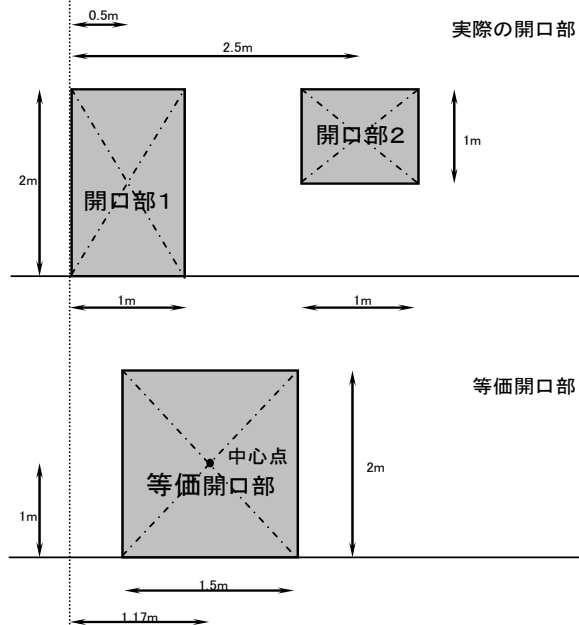 0.5m
実際の開口部
2.5m
開口部1
開口部2
2m
1m
1m
1m
等価開口部
中心点
等価開口部
1m
2m
1.5m
1.17m